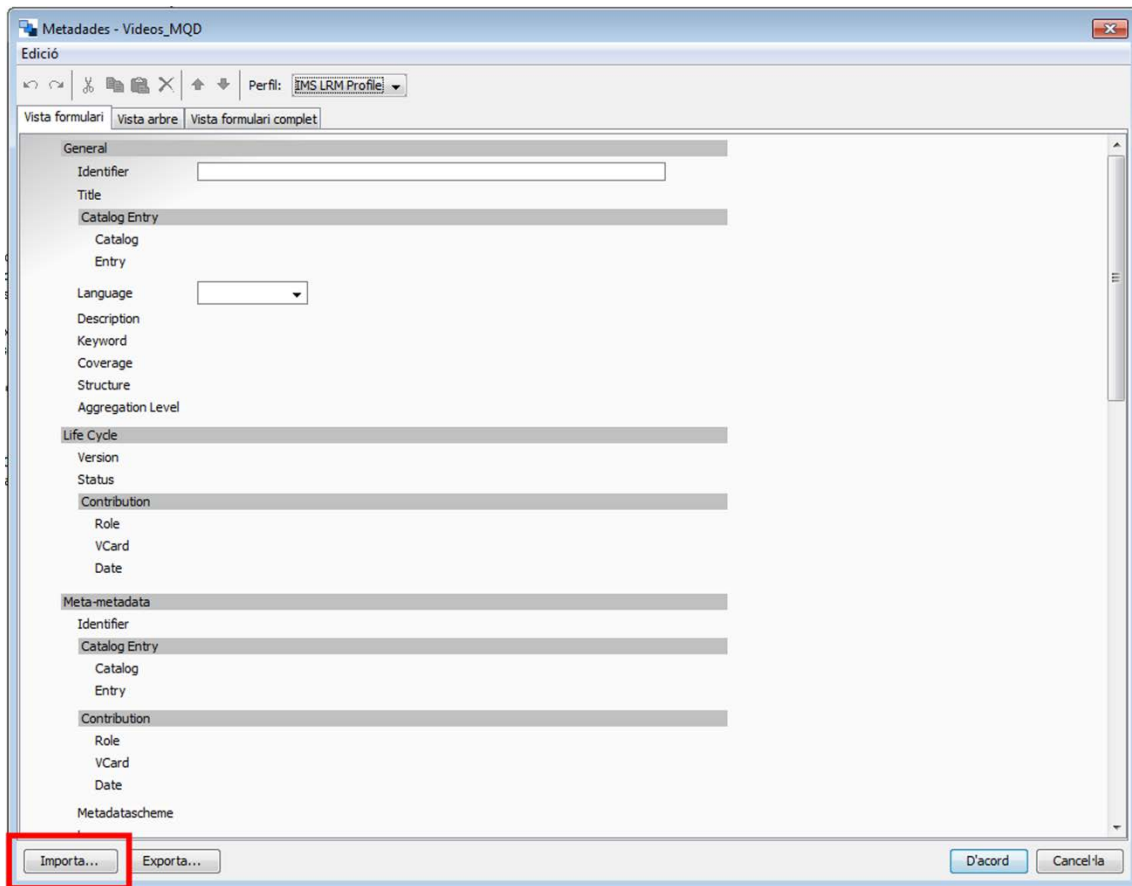 Metadades - Videos_MQD
Edició
Perfil: IMS LRM Profile
Vista formulari Vista arbre Vista formulari complet
General
Identifier
Title
Catalog Entry
Catalog
Entry
Language
Description
Keyword
Coverage
Structure
Aggregation Level
Life Cycle
Version
Status
Contribution
Role
VCard
Date
Meta-metadata
Identifier
Catalog Entry
Catalog
Entry
Contribution
Role
VCard
Date
Metadatascheme
Importa... Exporta... D'acord Cancel·la